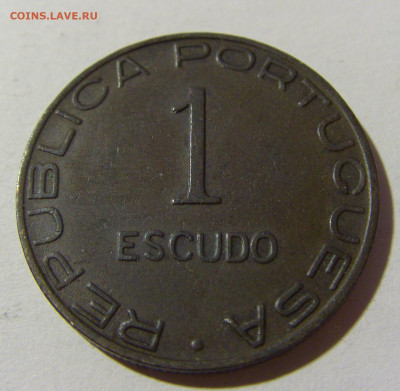 COINS.LAVE.RU
REPUBLICA PORTUGUESA •
1
ESCUDO